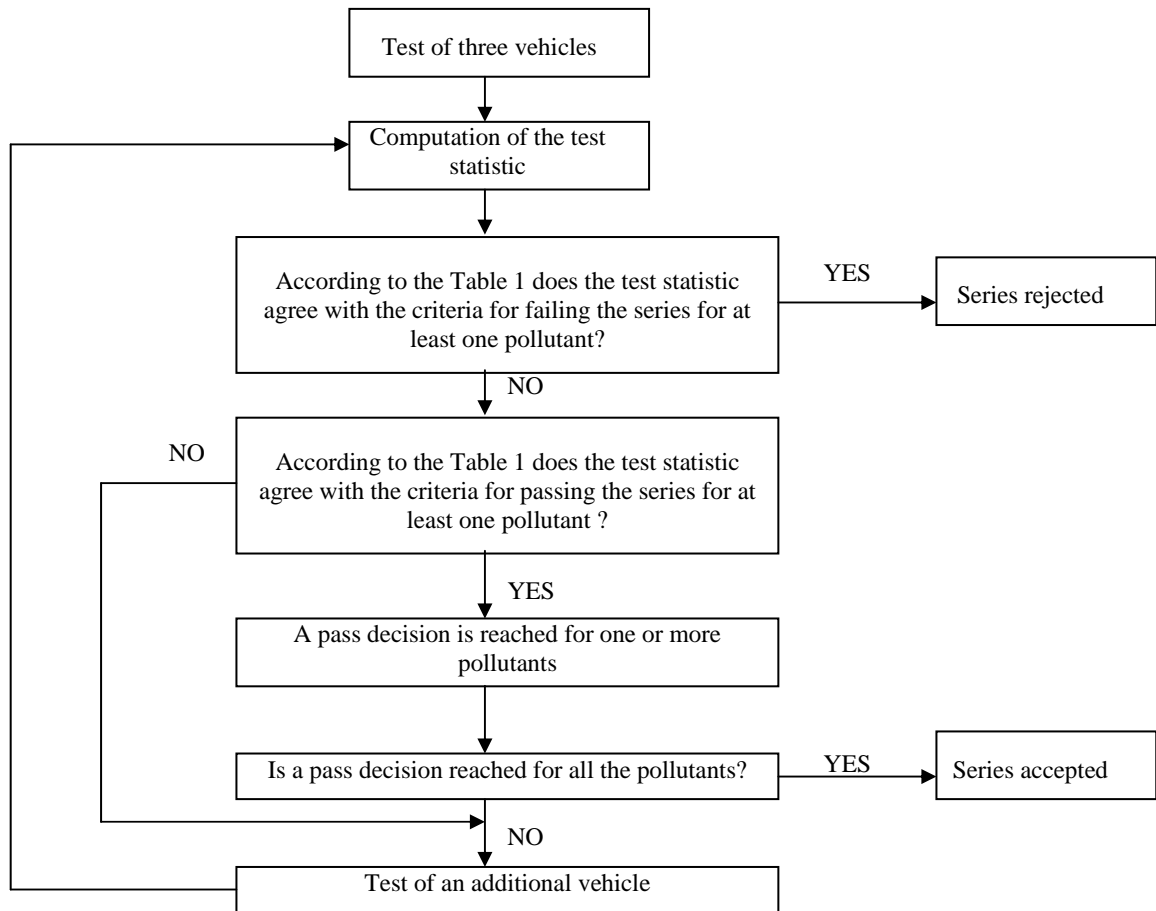 Test of three vehicles
Computation of the test
statistic
According to the Table 1 does the test statistic
agree with the criteria for failing the series for at
least one pollutant?
YES
Series rejected
NO
NO
According to the Table 1 does the test statistic
agree with the criteria for passing the series for at
least one pollutant ?
YES
A pass decision is reached for one or more
pollutants
Is a pass decision reached for all the pollutants?
YES
Series accepted
NO
Test of an additional vehicle